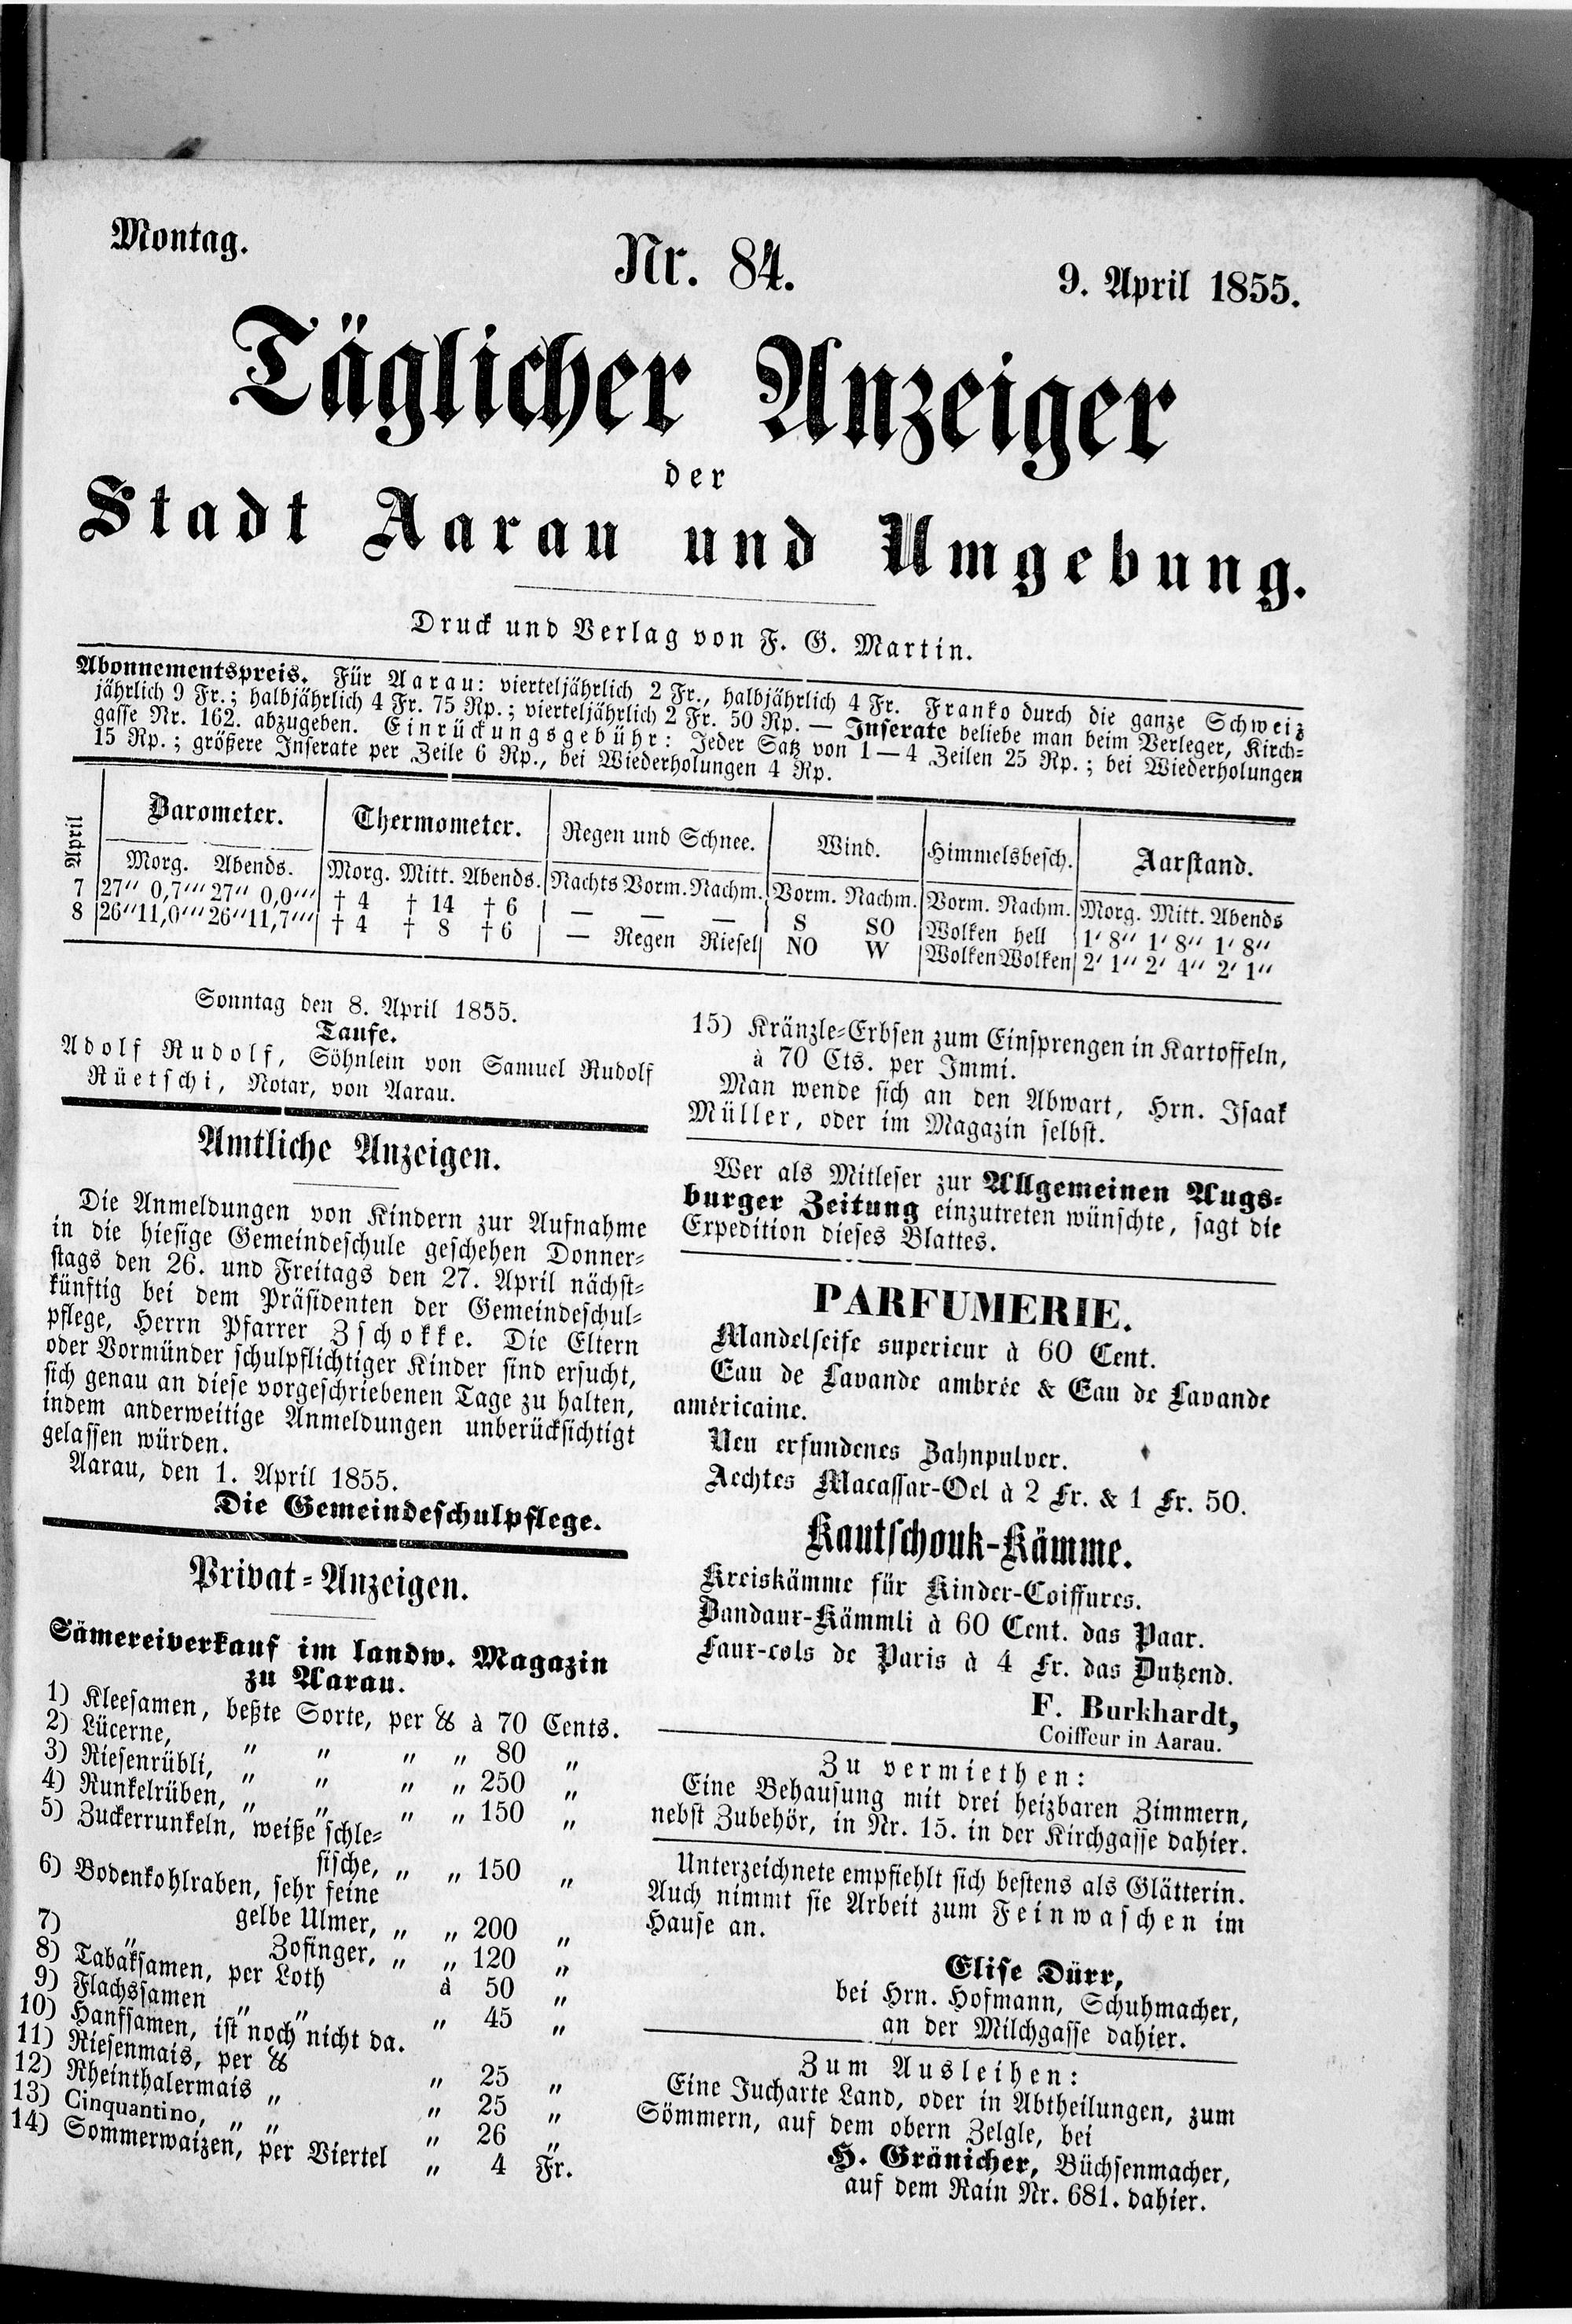 Montag.
Nr. 84.
9. April 1855.
Täglicher Anzeiger
der
Stadt Aarau und Umgebung.
Druck und Verlag von F. G. Martin.
Abonnementspreis. Für Aarau: vierteljährlich 2 Fr., halbjährlich 4 Fr. Franko durch die ganze Schweiz
jährlich 9 Fr.; halbjährlich 4 Fr. 75 Rp.; vierteljährlich 2 Fr. 50 Rp. — Inserate beliebe man beim Verleger, Kirch=
gasse Nr. 162. abzugeben. Einrückungsgebühr: Jeder Satz von 1—4 Zeilen 25 Rp.; bei Wiederholungen
15 Rp.; größere Inserate per Zeile 6 Rp., bei Wiederholungen 4 Rp.
April Barometer. Thermometer. Regen und Schnee. Wind. Himmelsbesch. Aarstand.
Morg. Abends. Morg. Mitt. Abends. Nachts Vorm. Nachm. Vorm. Nachm. Vorm. Nachm. Morg. Mitt. Abends
7 27'' 0,7''' 27'' 0,0''' † 4 † 14 † 6 — — — S SO Wolken hell 1' 8'' 1' 8'' 1' 8''
8 26'' 11,0''' 26'' 11,7''' † 4 † 8 † 6 — Regen Riesel NO W Wolken Wolken 2' 1'' 2' 4'' 2' 1''
Sonntag den 8. April 1855.
Taufe.
Adolf Rudolf, Söhnlein von Samuel Rudolf
Rüetschi, Notar, von Aarau.
Amtliche Anzeigen.
Die Anmeldungen von Kindern zur Aufnahme
in die hiesige Gemeindeschule geschehen Donner=
stags den 26. und Freitags den 27. April nächst=
künftig bei dem Präsidenten der Gemeindeschul=
pflege, Herrn Pfarrer Zschokke. Die Eltern
oder Vormünder schulpflichtiger Kinder sind ersucht,
sich genau an diese vorgeschriebenen Tage zu halten,
indem anderweitige Anmeldungen unberücksichtigt
gelassen würden.
Aarau, den 1. April 1855.
Die Gemeindeschulpflege.
Privat=Anzeigen.
Sämereiverkauf im landw. Magazin
zu Aarau.
1) Kleesamen, beßte Sorte, per ℔ à 70 Cents.
2) Lücerne, " " " " 80 "
3) Riesenrübli, " " " " 250 "
4) Runkelrüben, " " " " 150 "
5) Zuckerrunkeln, weiße schle=
sische, " " 150 "
6) Bodenkohlraben, sehr feine
gelbe Ulmer, " " 200 "
7) " Zofinger, " " 120 "
8) Tabaksamen, per Loth à 50 "
9) Flachssamen " " " 45 "
10) Hanfsamen, ist noch nicht da.
11) Riesenmais, per ℔ " 25 "
12) Rheinthalermais " " 25 "
13) Cinquantino, " " " 26 "
14) Sommerwaizen, per Viertel " 4 Fr.
15) Kränzle=Erbsen zum Einsprengen in Kartoffeln,
à 70 Cts. per Immi.
Man wende sich an den Abwart, Hrn. Isaak
Müller, oder im Magazin selbst.
Wer als Mitleser zur Allgemeinen Augs=
burger Zeitung einzutreten wünschte, sagt die
Expedition dieses Blattes.
PARFUMERIE.
Mandelseife superieur à 60 Cent.
Eau de Lavande ambrée & Eau de Lavande
américaine.
Neu erfundenes Zahnpulver.
Aechtes Macassar-Oel à 2 Fr. & 1 Fr. 50.
Kautschouk-Kämme.
Kreiskämme für Kinder-Coiffures.
Bandaux-Kämmli à 60 Cent. das Paar.
Faux-cols de Paris à 4 Fr. das Dutzend.
F. Burkhardt,
Coiffeur in Aarau.
Zu vermiethen:
Eine Behausung mit drei heizbaren Zimmern,
nebst Zubehör, in Nr. 15. in der Kirchgasse dahier.
Unterzeichnete empfiehlt sich bestens als Glätterin.
Auch nimmt sie Arbeit zum Feinwaschen im
Hause an.
Elise Dürr,
bei Hrn. Hofmann, Schuhmacher,
an der Milchgasse dahier.
Zum Ausleihen:
Eine Jucharte Land, oder in Abtheilungen, zum
Sömmern, auf dem obern Zelgle, bei
H. Gränicher, Büchsenmacher,
auf dem Rain Nr. 681. dahier.